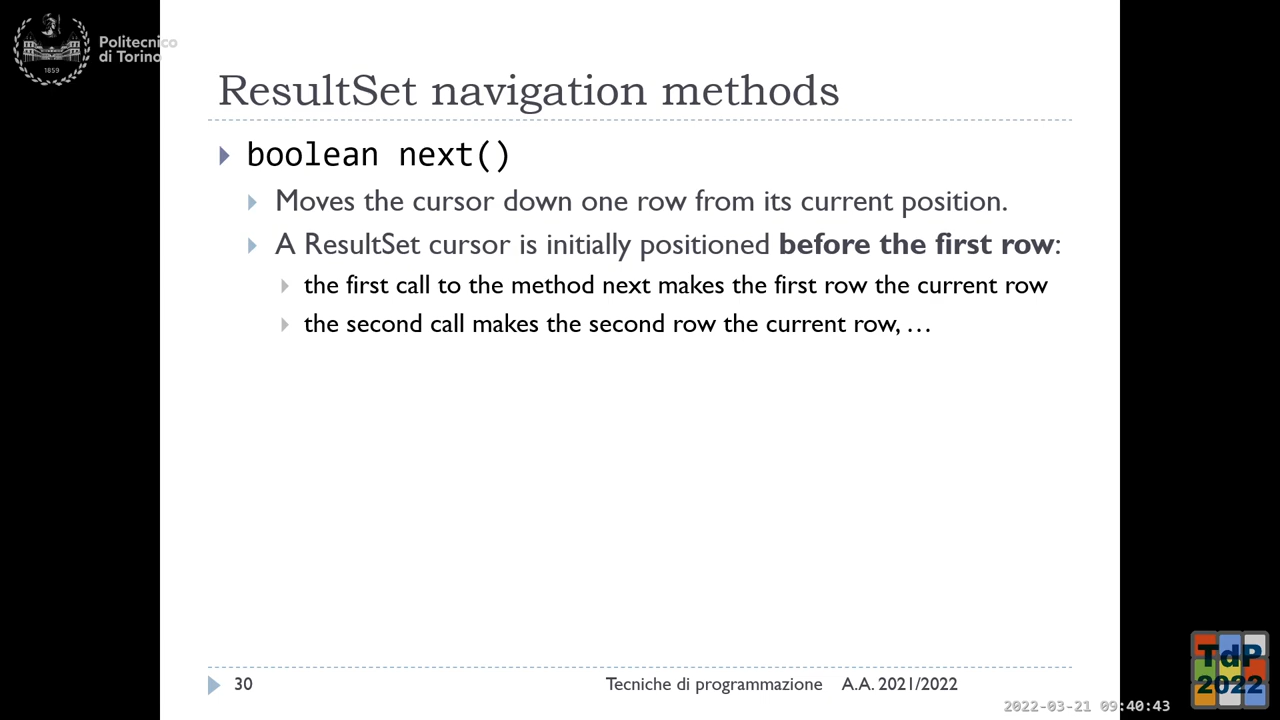 Politecnico
di Torino
1859
ResultSet navigation methods
boolean next()
Moves the cursor down one row from its current position.
A ResultSet cursor is initially positioned before the first row:
the first call to the method next makes the first row the current row
the second call makes the second row the current row, …
30
Tecniche di programmazione A.A. 2021/2022
2022-03-21 09:40:43
TdP
2022